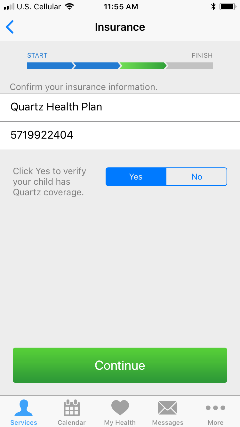 U.S. Cellular 11:55 AM
Insurance
START FINISH
Confirm your insurance information.
Quartz Health Plan
5719922404
Click Yes to verify
your child has
Quartz coverage.
Yes No
Continue
Services Calendar My Health Messages More